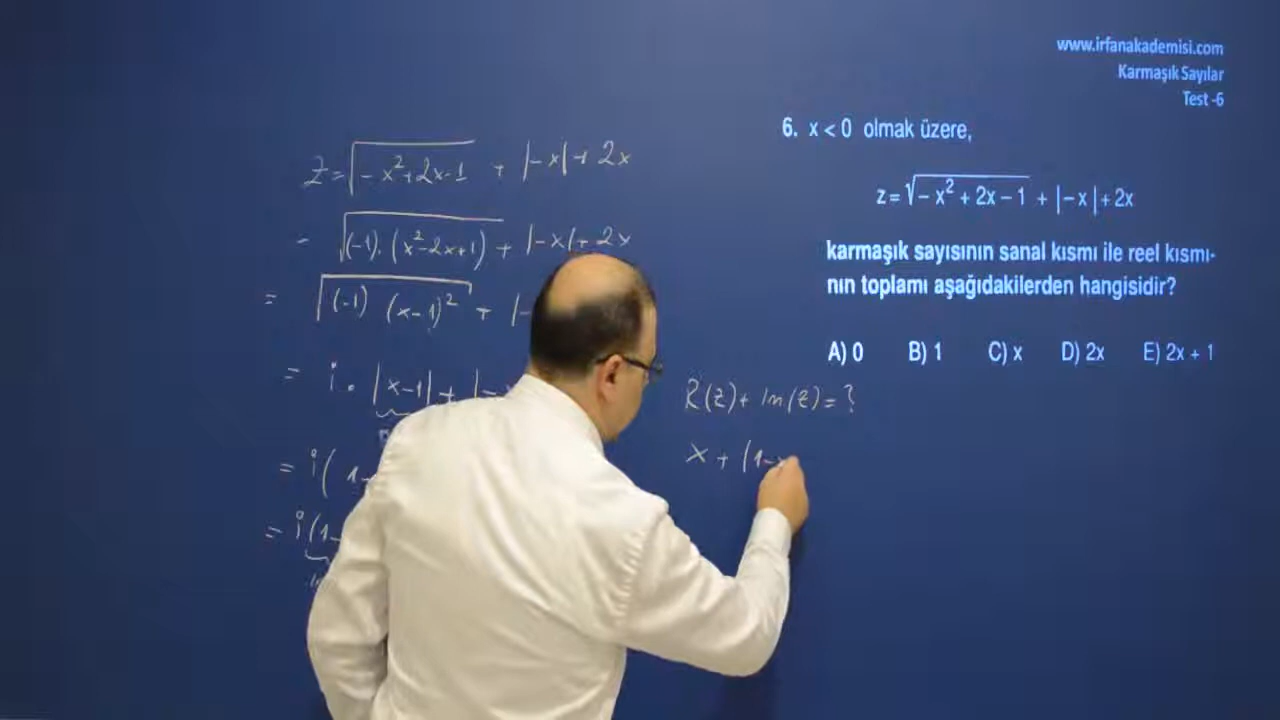 www.irfanakademisi.com
Karmaşık Sayılar
Test -6
6. x < 0 olmak üzere,
z = √(-x² + 2x - 1) + |-x| + 2x
karmaşık sayısının sanal kısmı ile reel kısmı-
nın toplamı aşağıdakilerden hangisidir?
A) 0 B) 1 C) x D) 2x E) 2x + 1
Z = √(-x²+2x-1) + |-x| + 2x
= √((-1).(x²-2x+1)) + |-x| + 2x
= √((-1) (x-1)²) + |-
= i. |x-1| + |-
= i( 1-
= i(1-
R(z) + Im(z) = ?
x + (1-x